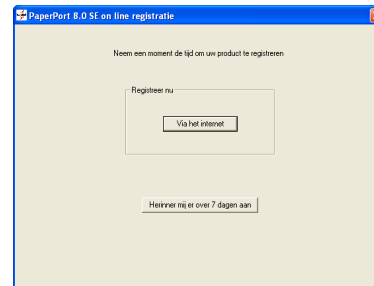 PaperPort 8.0 SE on line registratie
Neem een moment de tijd om uw product te registreren
Registreer nu
Via het internet
Herinner mij er over 7 dagen aan